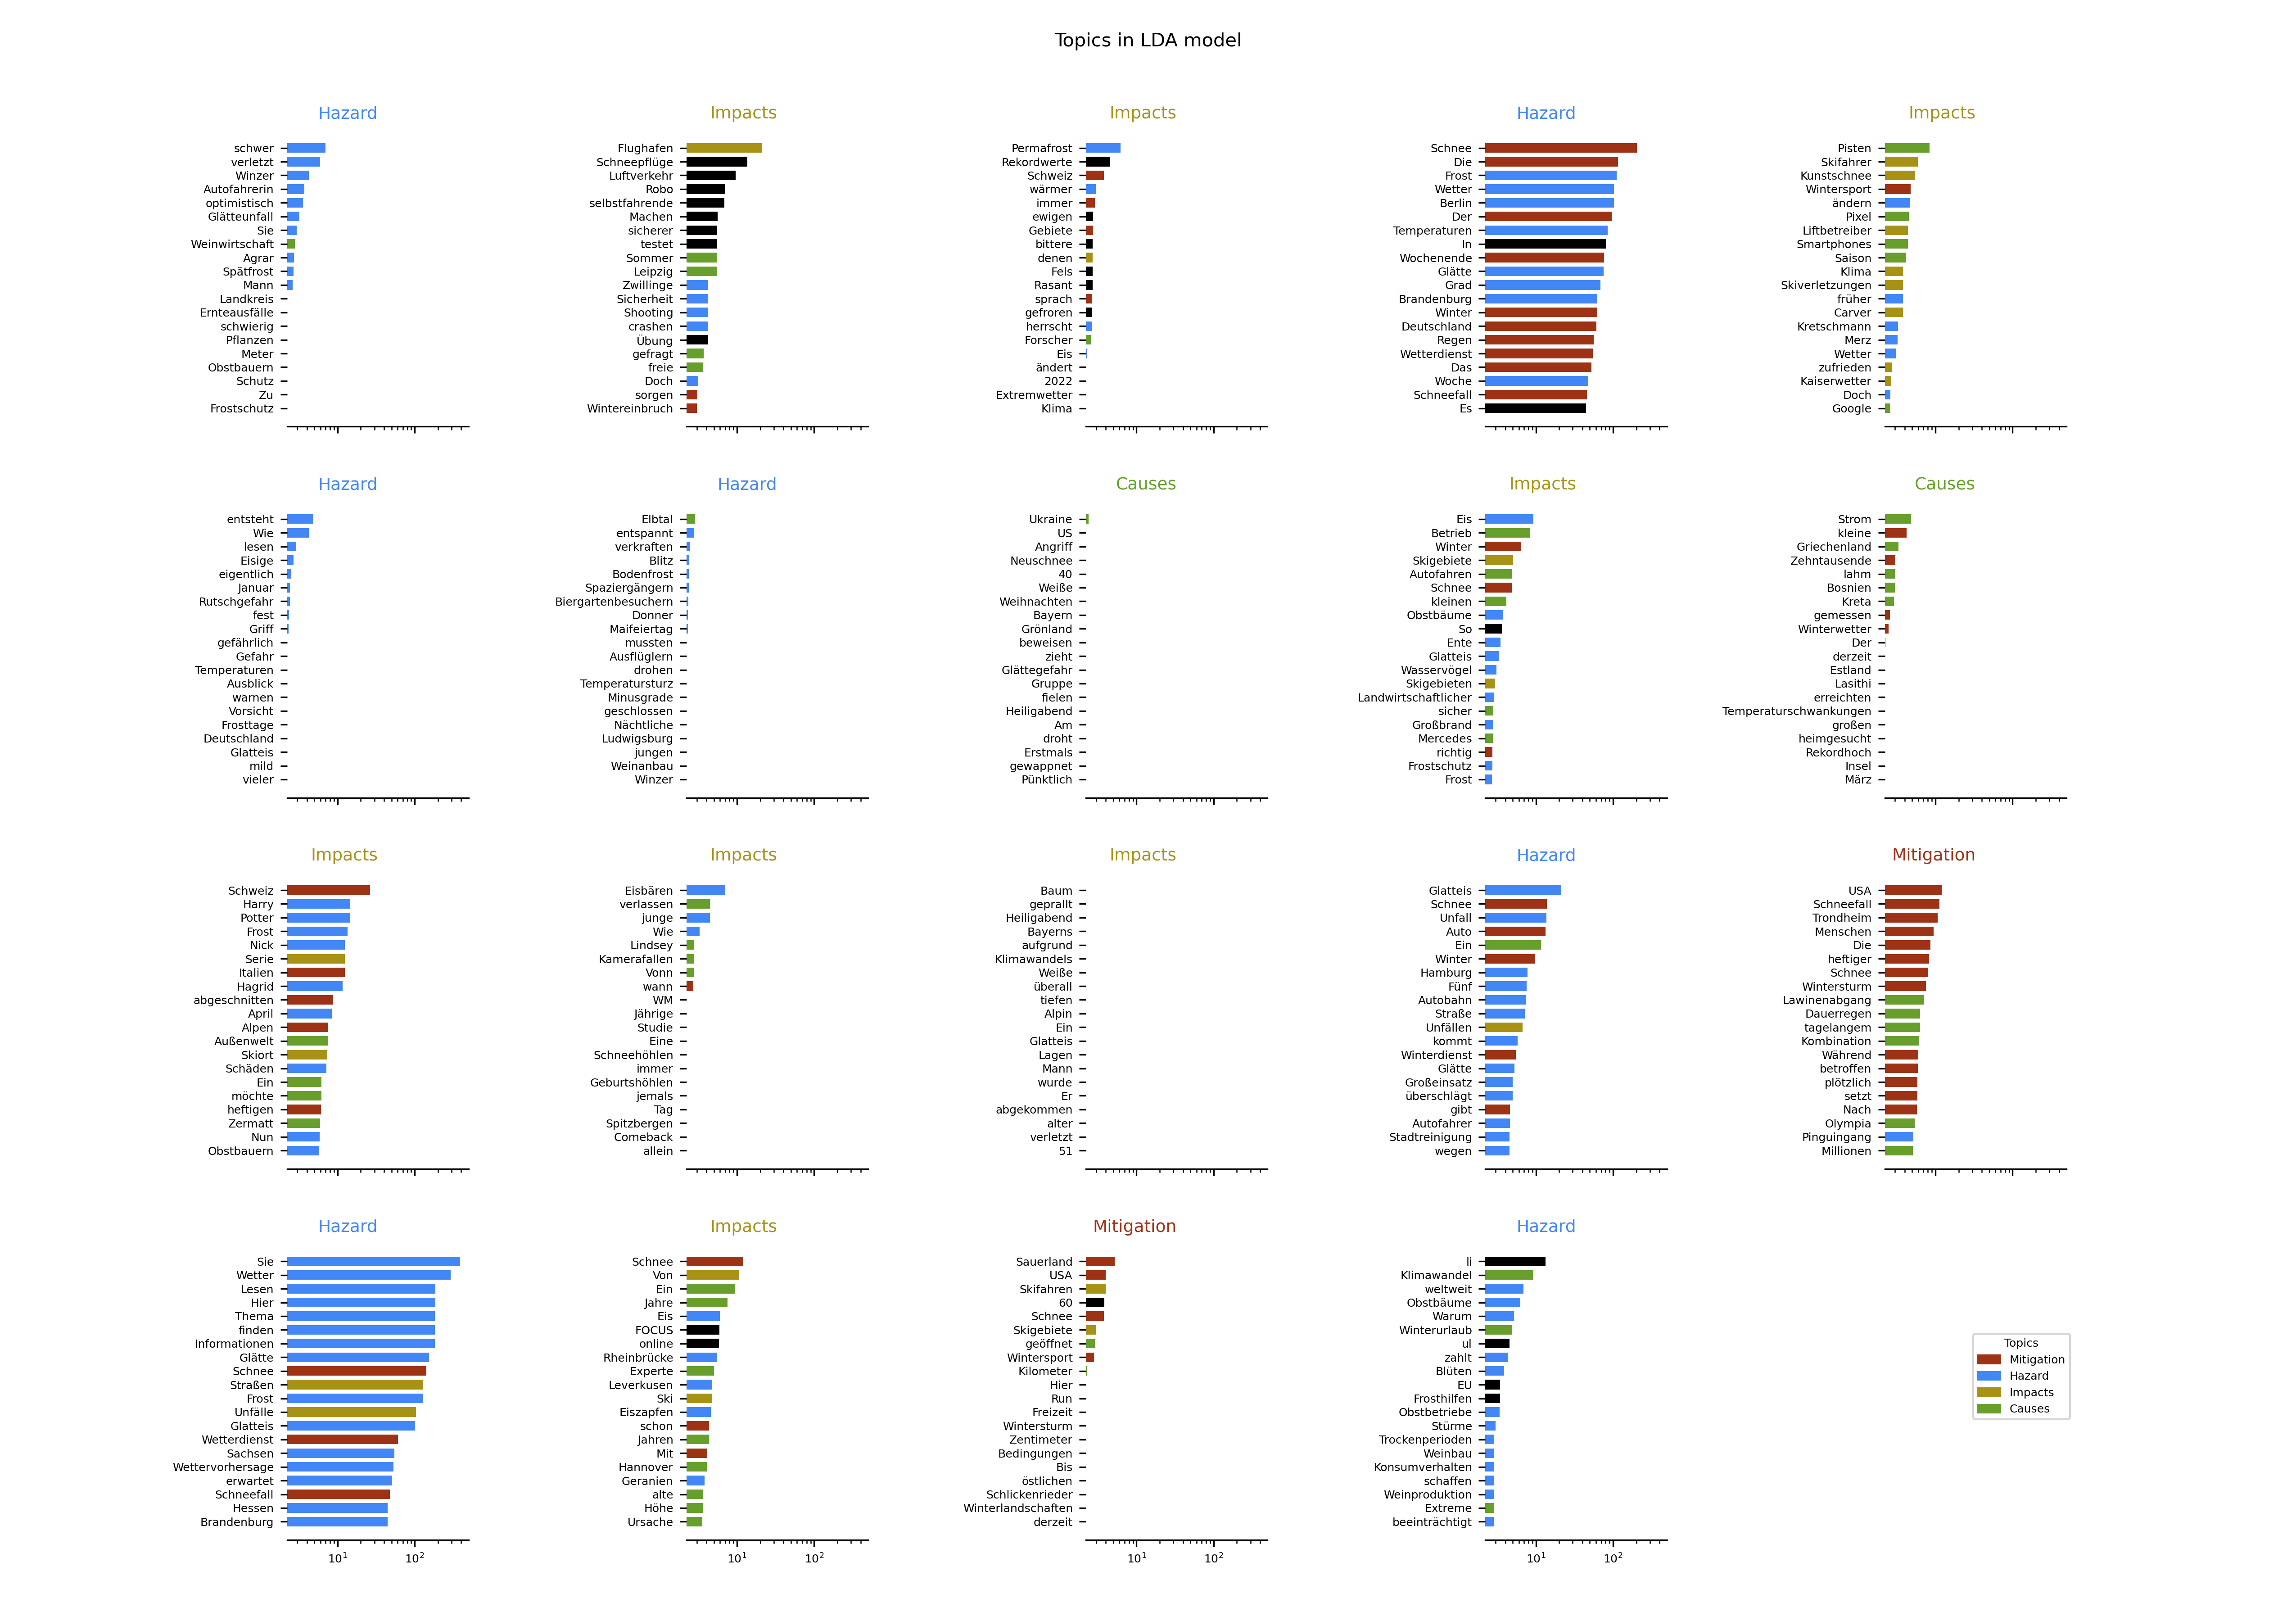 Topics in LDA model
Hazard
schwer
verletzt
Winzer
Autofahrerin
optimistisch
Glätteunfall
Sie
Weinwirtschaft
Agrar
Spätfrost
Mann
Landkreis
Ernteausfälle
schwierig
Pflanzen
Meter
Obstbauern
Schutz
Zu
Frostschutz
Impacts
Flughafen
Schneepflüge
Luftverkehr
Robo
selbstfahrende
Machen
sicherer
testet
Sommer
Leipzig
Zwillinge
Sicherheit
Shooting
crashen
Übung
gefragt
freie
Doch
sorgen
Wintereinbruch
Impacts
Permafrost
Rekordwerte
Schweiz
wärmer
immer
ewigen
Gebiete
bittere
denen
Fels
Rasant
sprach
gefroren
herrscht
Forscher
Eis
ändert
2022
Extremwetter
Klima
Hazard
Schnee
Die
Frost
Wetter
Berlin
Der
Temperaturen
In
Wochenende
Glätte
Grad
Brandenburg
Winter
Deutschland
Regen
Wetterdienst
Das
Woche
Schneefall
Es
Impacts
Pisten
Skifahrer
Kunstschnee
Wintersport
ändern
Pixel
Liftbetreiber
Smartphones
Saison
Klima
Skiverletzungen
früher
Carver
Kretschmann
Merz
Wetter
zufrieden
Kaiserwetter
Doch
Google
Hazard
entsteht
Wie
lesen
Eisige
eigentlich
Januar
Rutschgefahr
fest
Griff
gefährlich
Gefahr
Temperaturen
Ausblick
warnen
Vorsicht
Frosttage
Deutschland
Glatteis
mild
vieler
Hazard
Elbtal
entspannt
verkraften
Blitz
Bodenfrost
Spaziergängern
Biergartenbesuchern
Donner
Maifeiertag
mussten
Ausflüglern
drohen
Temperatursturz
Minusgrade
geschlossen
Nächtliche
Ludwigsburg
jungen
Weinanbau
Winzer
Causes
Ukraine
US
Angriff
Neuschnee
40
Weiße
Weihnachten
Bayern
Grönland
beweisen
zieht
Glättegefahr
Gruppe
fielen
Heiligabend
Am
droht
Erstmals
gewappnet
Pünktlich
Impacts
Eis
Betrieb
Winter
Skigebiete
Autofahren
Schnee
kleinen
Obstbäume
So
Ente
Glatteis
Wasservögel
Skigebieten
Landwirtschaftlicher
sicher
Großbrand
Mercedes
richtig
Frostschutz
Frost
Causes
Strom
kleine
Griechenland
Zehntausende
lahm
Bosnien
Kreta
gemessen
Winterwetter
Der
derzeit
Estland
Lasithi
erreichten
Temperaturschwankungen
großen
heimgesucht
Rekordhoch
Insel
März
Impacts
Schweiz
Harry
Potter
Frost
Nick
Serie
Italien
Hagrid
abgeschnitten
April
Alpen
Außenwelt
Skiort
Schäden
Ein
möchte
heftigen
Zermatt
Nun
Obstbauern
Impacts
Eisbären
verlassen
junge
Wie
Lindsey
Kamerafallen
Vonn
wann
WM
Jährige
Studie
Eine
Schneehöhlen
immer
Geburtshöhlen
jemals
Tag
Spitzbergen
Comeback
allein
Impacts
Baum
geprallt
Heiligabend
Bayerns
aufgrund
Klimawandels
Weiße
überall
tiefen
Alpin
Ein
Glatteis
Lagen
Mann
wurde
Er
abgekommen
alter
verletzt
51
Hazard
Glatteis
Schnee
Unfall
Auto
Ein
Winter
Hamburg
Fünf
Autobahn
Straße
Unfällen
kommt
Winterdienst
Glätte
Großeinsatz
überschlägt
gibt
Autofahrer
Stadtreinigung
wegen
Mitigation
USA
Schneefall
Trondheim
Menschen
Die
heftiger
Schnee
Wintersturm
Lawinenabgang
Dauerregen
tagelangem
Kombination
Während
betroffen
plötzlich
setzt
Nach
Olympia
Pinguingang
Millionen
Hazard
Sie
Wetter
Lesen
Hier
Thema
finden
Informationen
Glätte
Schnee
Straßen
Frost
Unfälle
Glatteis
Wetterdienst
Sachsen
Wettervorhersage
erwartet
Schneefall
Hessen
Brandenburg
10¹ 10²
Impacts
Schnee
Von
Ein
Jahre
Eis
FOCUS
online
Rheinbrücke
Experte
Leverkusen
Ski
Eiszapfen
schon
Jahren
Mit
Hannover
Geranien
alte
Höhe
Ursache
10¹ 10²
Mitigation
Sauerland
USA
Skifahren
60
Schnee
Skigebiete
geöffnet
Wintersport
Kilometer
Hier
Run
Freizeit
Wintersturm
Zentimeter
Bedingungen
Bis
östlichen
Schlickenrieder
Winterlandschaften
derzeit
10¹ 10²
Hazard
li
Klimawandel
weltweit
Obstbäume
Warum
Winterurlaub
ul
zahlt
Blüten
EU
Frosthilfen
Obstbetriebe
Stürme
Trockenperioden
Weinbau
Konsumverhalten
schaffen
Weinproduktion
Extreme
beeinträchtigt
10¹ 10²
Topics
Mitigation
Hazard
Impacts
Causes